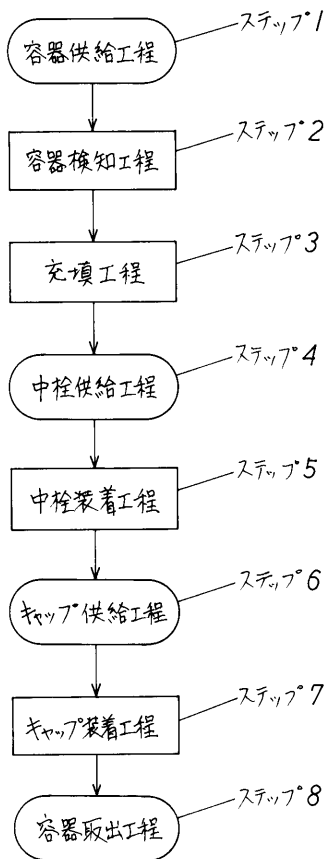 ステップ1
容器供給工程
ステップ2
容器検知工程
ステップ3
充填工程
ステップ4
中栓供給工程
ステップ5
中栓装着工程
ステップ6
キャップ供給工程
ステップ7
キャップ装着工程
ステップ8
容器取出工程